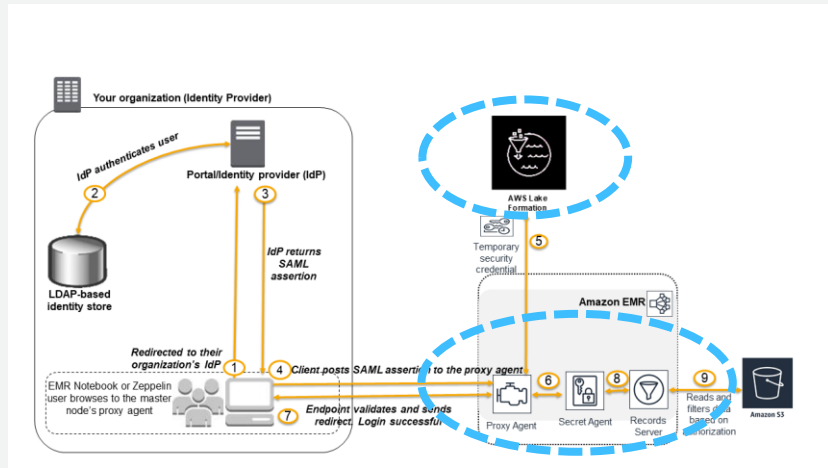 Your organization (Identity Provider)
IdP authenticates user
2
Portal/Identity provider (IdP)
3
LDAP-based
identity store
IdP returns
SAML
assertion
AWS Lake
Formation
Temporary
security
credential
5
Amazon EMR
Redirected to their
organization's IdP
1
4
Client posts SAML assertion to the proxy agent
EMR Notebook or Zeppelin
user browses to the master
node's proxy agent
7
Endpoint validates and sends
redirect. Login successful
6
8
9
Proxy Agent
Secret Agent
Records
Server
Reads and
filters data
based on
authorization
Amazon S3